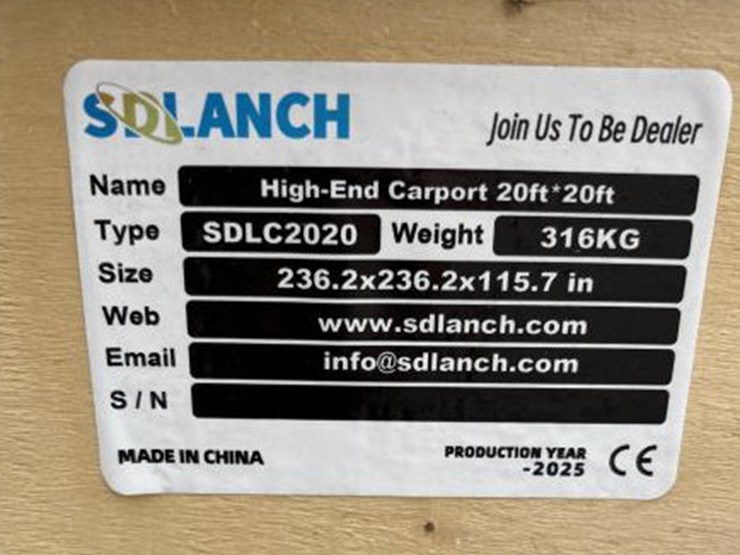 SDLANCH
Join Us To Be Dealer
Name High-End Carport 20ft*20ft
Type SDLC2020 Weight 316KG
Size 236.2x236.2x115.7 in
Web www.sdlanch.com
Email info@sdlanch.com
S / N
MADE IN CHINA
PRODUCTION YEAR
-2025
CE